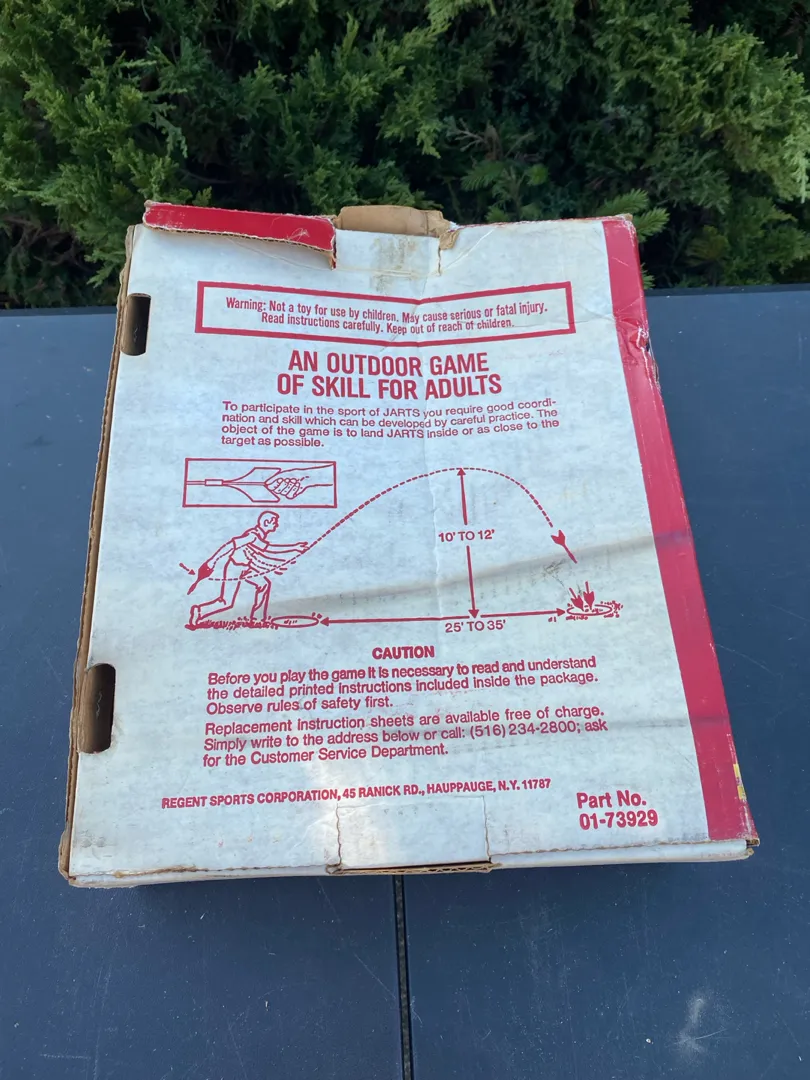 Warning: Not a toy for use by children. May cause serious or fatal injury.
Read instructions carefully. Keep out of reach of children.
AN OUTDOOR GAME
OF SKILL FOR ADULTS
To participate in the sport of JARTS you require good coordi-
nation and skill which can be developed by careful practice. The
object of the game is to land JARTS inside or as close to the
target as possible.
10' TO 12'
25' TO 35'
CAUTION
Before you play the game it is necessary to read and understand
the detailed printed instructions included inside the package.
Observe rules of safety first.
Replacement instruction sheets are available free of charge.
Simply write to the address below or call: (516) 234-2800; ask
for the Customer Service Department.
REGENT SPORTS CORPORATION, 45 RANICK RD., HAUPPAUGE, N.Y. 11787
Part No.
01-73929